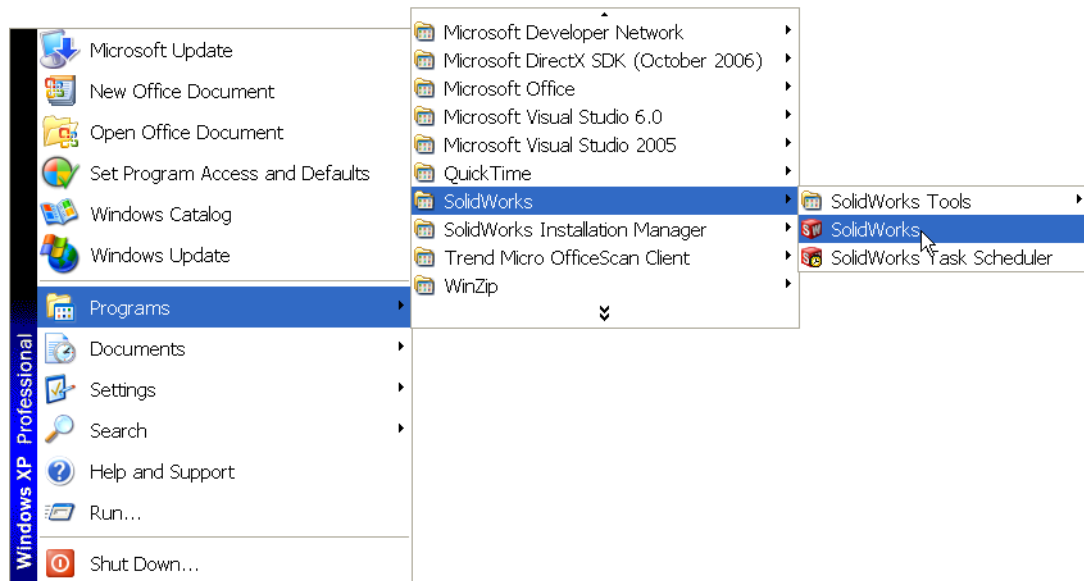 Microsoft Update
New Office Document
Open Office Document
Set Program Access and Defaults
Windows Catalog
Windows Update
Programs
Documents
Settings
Search
Help and Support
Run...
Shut Down...
Windows XP Professional
Microsoft Developer Network
Microsoft DirectX SDK (October 2006)
Microsoft Office
Microsoft Visual Studio 6.0
Microsoft Visual Studio 2005
QuickTime
SolidWorks
SolidWorks Installation Manager
Trend Micro OfficeScan Client
WinZip
SolidWorks Tools
SolidWorks
SolidWorks Task Scheduler